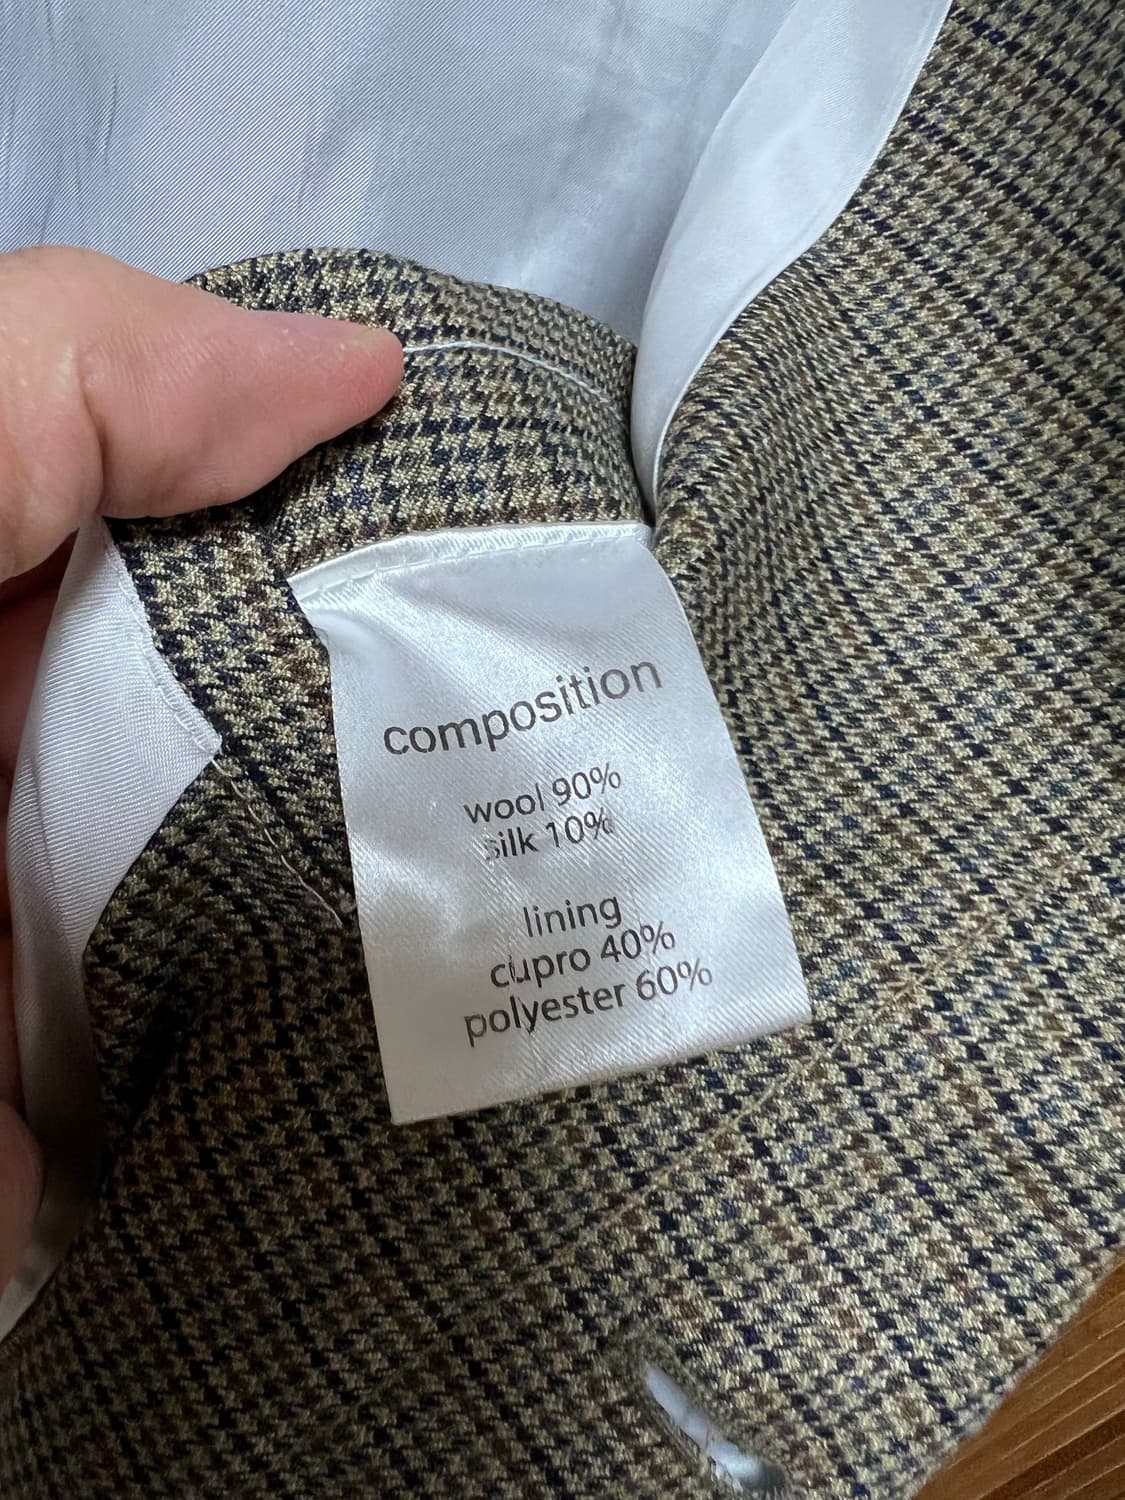 composition
wool 90%
silk 10%
lining
cupro 40%
polyester 60%